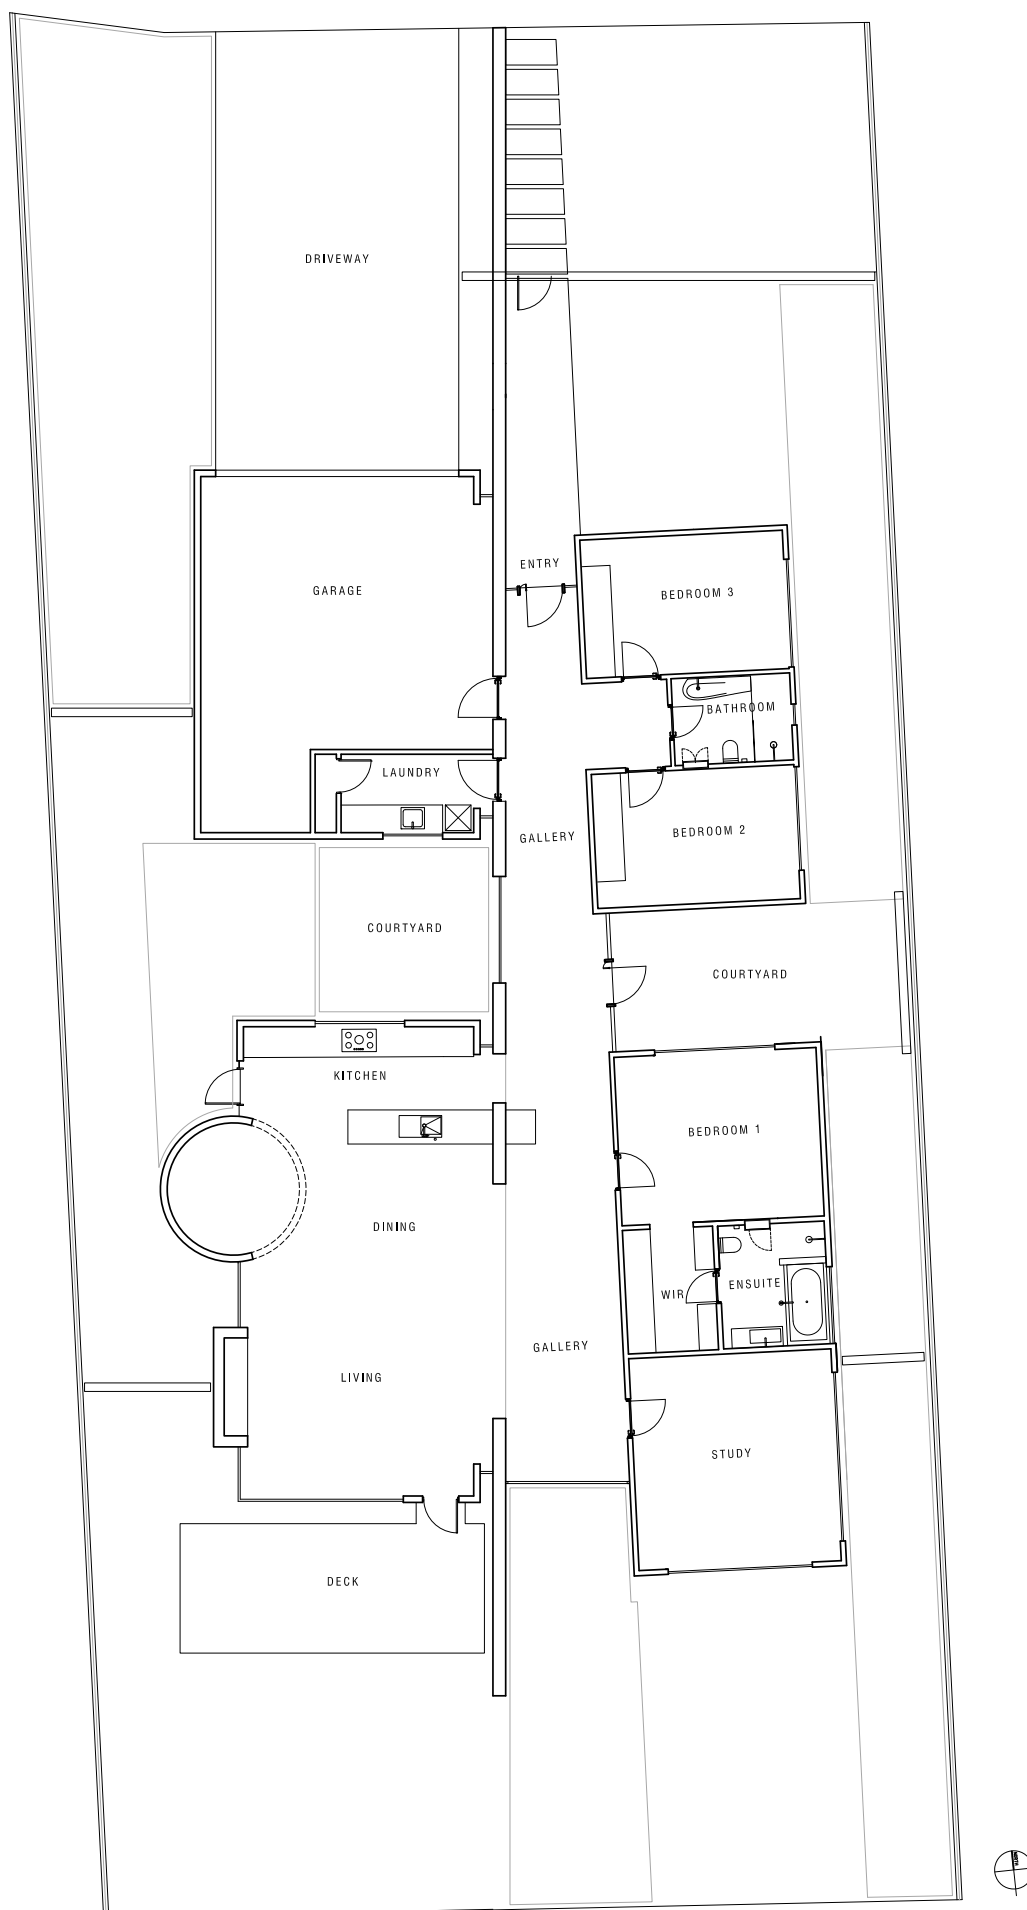 DRIVEWAY
GARAGE
ENTRY
BEDROOM 3
BATHROOM
LAUNDRY
GALLERY
BEDROOM 2
COURTYARD
COURTYARD
KITCHEN
BEDROOM 1
DINING
WIR
ENSUITE
GALLERY
LIVING
STUDY
DECK
NORTH